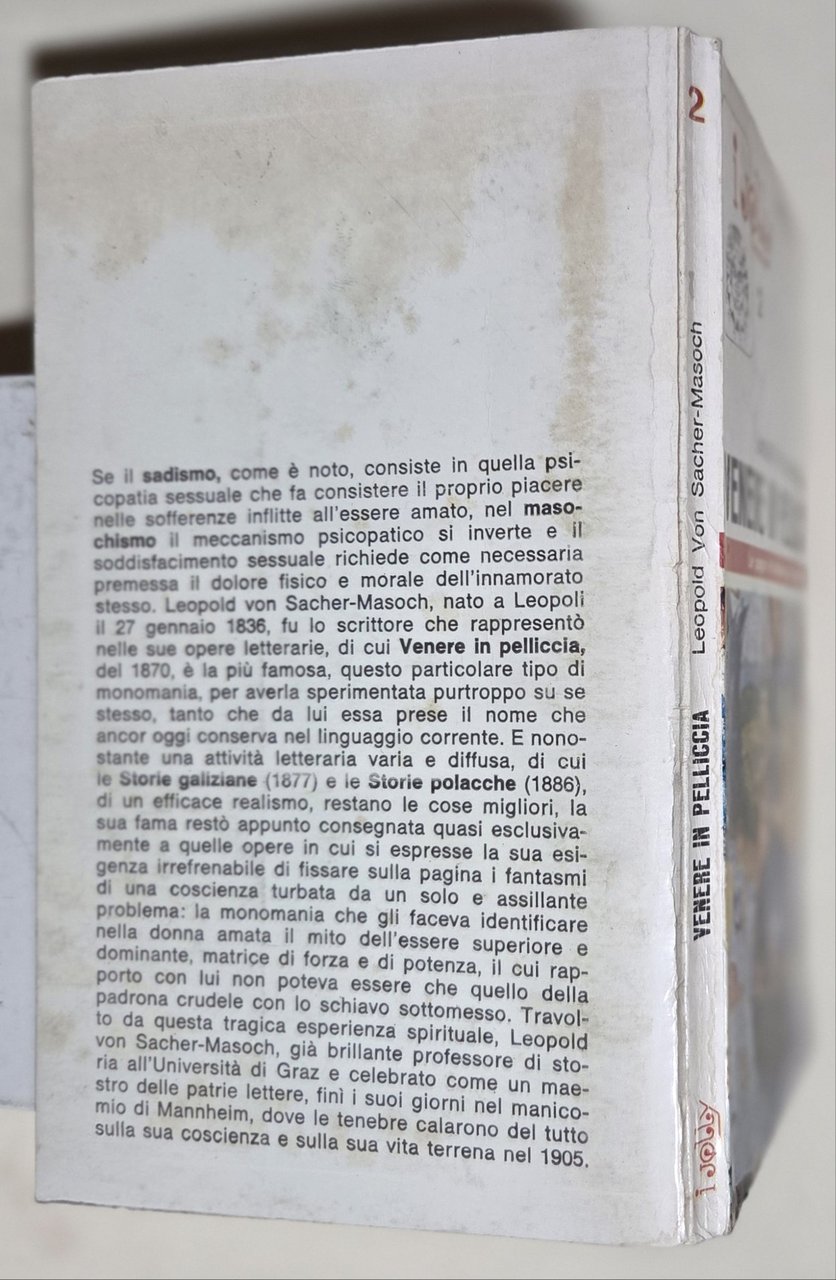 Se il sadismo, come è noto, consiste in quella psi-
copatia sessuale che fa consistere il proprio piacere
nelle sofferenze inflitte all'essere amato, nel maso-
chismo il meccanismo psicopatico si inverte e il
soddisfacimento sessuale richiede come necessaria
premessa il dolore fisico e morale dell'innamorato
stesso. Leopold von Sacher-Masoch, nato a Leopoli
il 27 gennaio 1836, fu lo scrittore che rappresentò
nelle sue opere letterarie, di cui Venere in pelliccia,
del 1870, è la più famosa, questo particolare tipo di
monomania, per averla sperimentata purtroppo su se
stesso, tanto che da lui essa prese il nome che
ancor oggi conserva nel linguaggio corrente. E nono-
stante una attività letteraria varia e diffusa, di cui
le Storie galiziane (1877) e le Storie polacche (1886),
di un efficace realismo, restano le cose migliori, la
sua fama restò appunto consegnata quasi esclusiva-
mente a quelle opere in cui si espresse la sua esi-
genza irrefrenabile di fissare sulla pagina i fantasmi
di una coscienza turbata da un solo e assillante
problema: la monomania che gli faceva identificare
nella donna amata il mito dell'essere superiore e
dominante, matrice di forza e di potenza, il cui rap-
porto con lui non poteva essere che quello della
padrona crudele con lo schiavo sottomesso. Travol-
to da questa tragica esperienza spirituale, Leopold
von Sacher-Masoch, già brillante professore di sto-
ria all'Università di Graz e celebrato come un mae-
stro delle patrie lettere, finì i suoi giorni nel manico-
mio di Mannheim, dove le tenebre calarono del tutto
sulla sua coscienza e sulla sua vita terrena nel 1905.
2
Leopold Von Sacher-Masoch
VENERE IN PELLICCIA
i JOLLY
VENERE IN